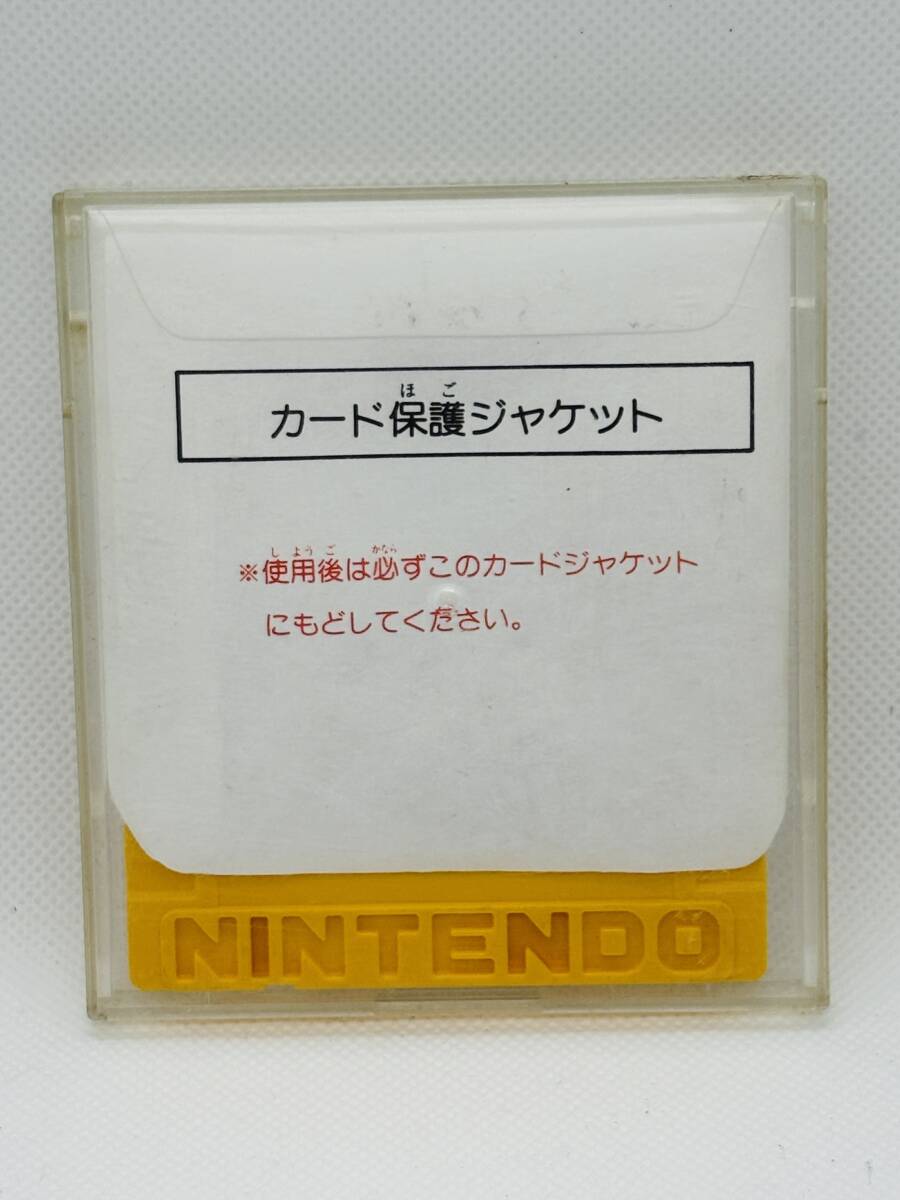 ほご
カード保護ジャケット
しようご かなら
※使用後は必ずこのカードジャケット
にもどしてください。
NINTENDO